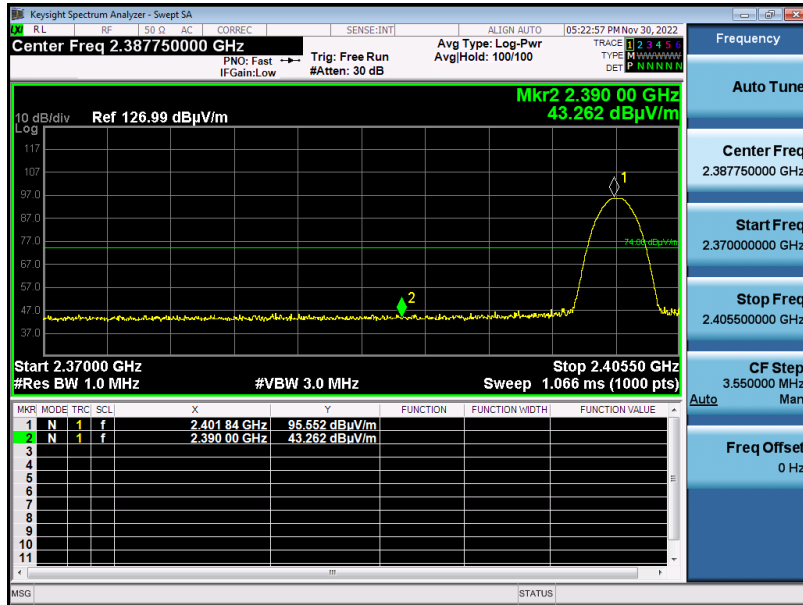 Keysight Spectrum Analyzer - Swept SA
LXI RL RF 50 Ω AC CORREC SENSE:INT ALIGN AUTO 05:22:57 PM Nov 30, 2022
Center Freq 2.387750000 GHz
PNO: Fast
IFGain:Low
Trig: Free Run
#Atten: 30 dB
Avg Type: Log-Pwr
Avg|Hold: 100/100
TRACE 1 2 3 4 5 6
TYPE M WWWWW
DET P N N N N N
Mkr2 2.390 00 GHz
43.262 dBµV/m
10 dB/div Ref 126.99 dBµV/m
Log
117
107
97.0
87.0
77.0
67.0
57.0
47.0
37.0
1
74.00 dBµV/m
2
Start 2.37000 GHz Stop 2.40550 GHz
#Res BW 1.0 MHz #VBW 3.0 MHz Sweep 1.066 ms (1000 pts)
MKR MODE TRC SCL X Y FUNCTION FUNCTION WIDTH FUNCTION VALUE
1 N 1 f 2.401 84 GHz 95.552 dBµV/m
2 N 1 f 2.390 00 GHz 43.262 dBµV/m
3
4
5
6
7
8
9
10
11
MSG STATUS
Frequency
Auto Tune
Center Freq
2.387750000 GHz
Start Freq
2.370000000 GHz
Stop Freq
2.405500000 GHz
CF Step
3.550000 MHz
Auto Man
Freq Offset
0 Hz